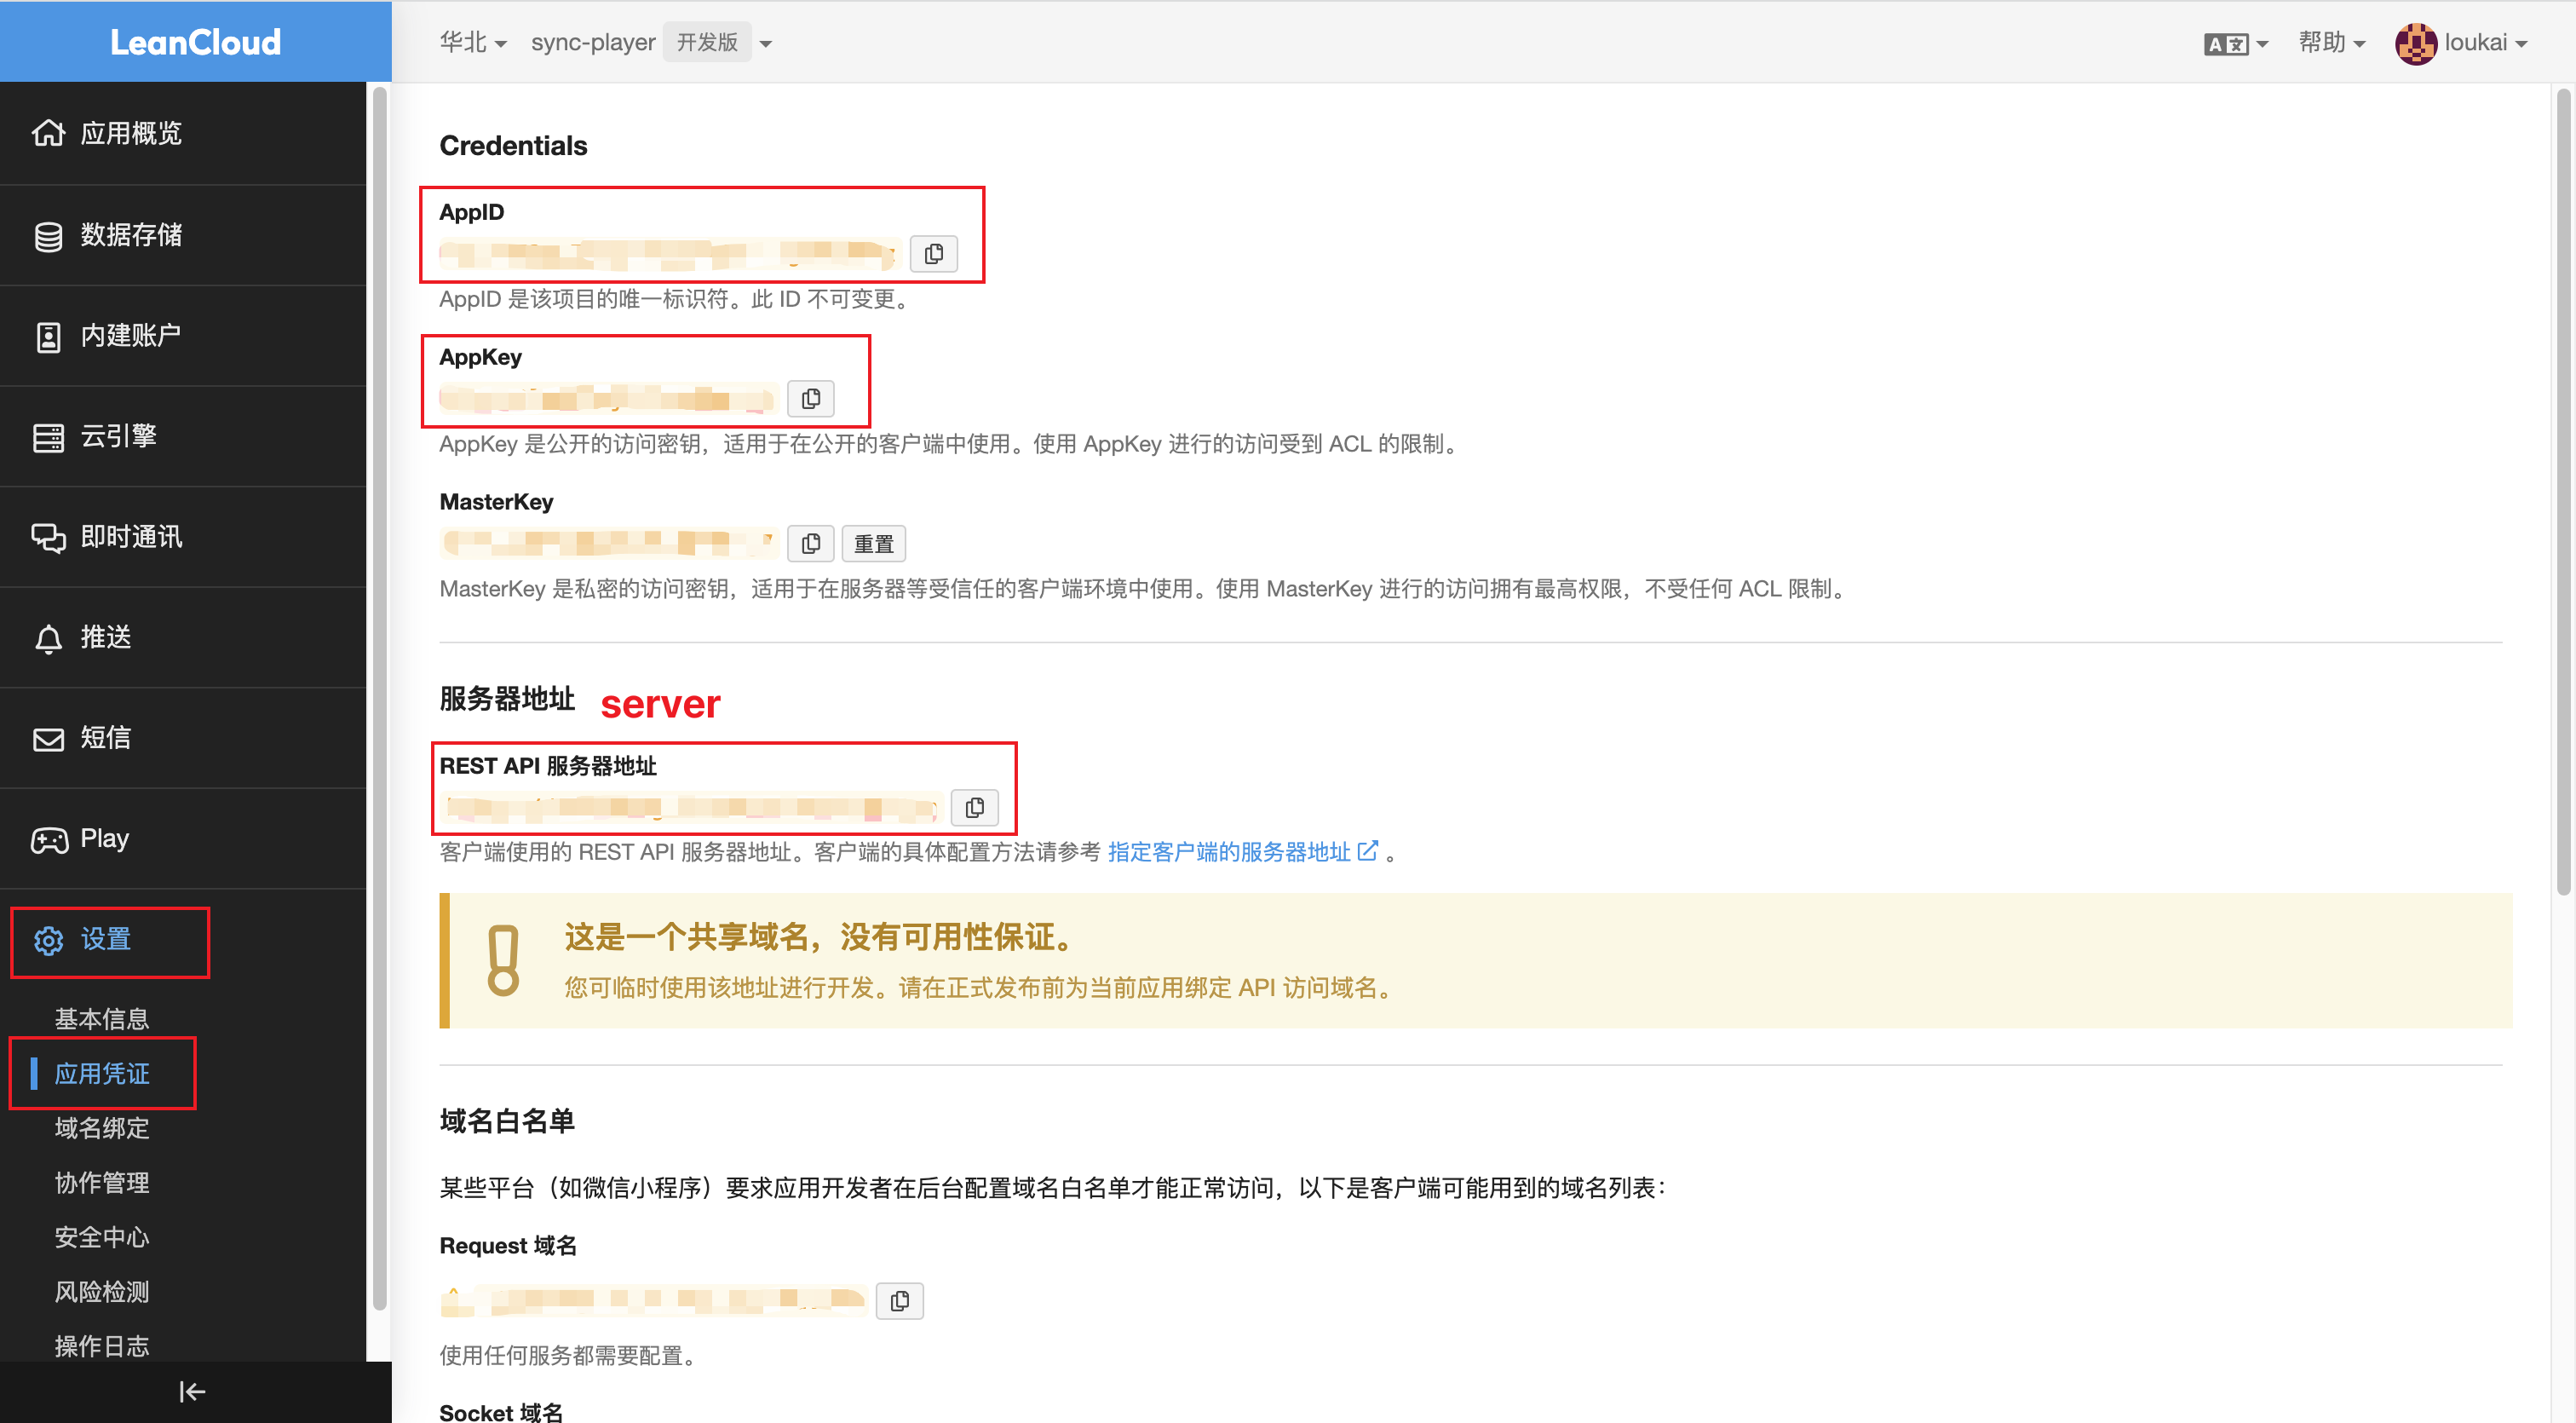 LeanCloud
华北
sync-player 开发版
帮助
loukai
应用概览
数据存储
内建账户
云引擎
即时通讯
推送
短信
Play
设置
基本信息
应用凭证
域名绑定
协作管理
安全中心
风险检测
操作日志
Credentials
AppID
AppID 是该项目的唯一标识符。此 ID 不可变更。
AppKey
AppKey 是公开的访问密钥，适用于在公开的客户端中使用。使用 AppKey 进行的访问受到 ACL 的限制。
MasterKey
重置
MasterKey 是私密的访问密钥，适用于在服务器等受信任的客户端环境中使用。使用 MasterKey 进行的访问拥有最高权限，不受任何 ACL 限制。
服务器地址 server
REST API 服务器地址
客户端使用的 REST API 服务器地址。客户端的具体配置方法请参考 指定客户端的服务器地址 。
这是一个共享域名，没有可用性保证。
您可临时使用该地址进行开发。请在正式发布前为当前应用绑定 API 访问域名。
域名白名单
某些平台（如微信小程序）要求应用开发者在后台配置域名白名单才能正常访问，以下是客户端可能用到的域名列表：
Request 域名
使用任何服务都需要配置。
Socket 域名